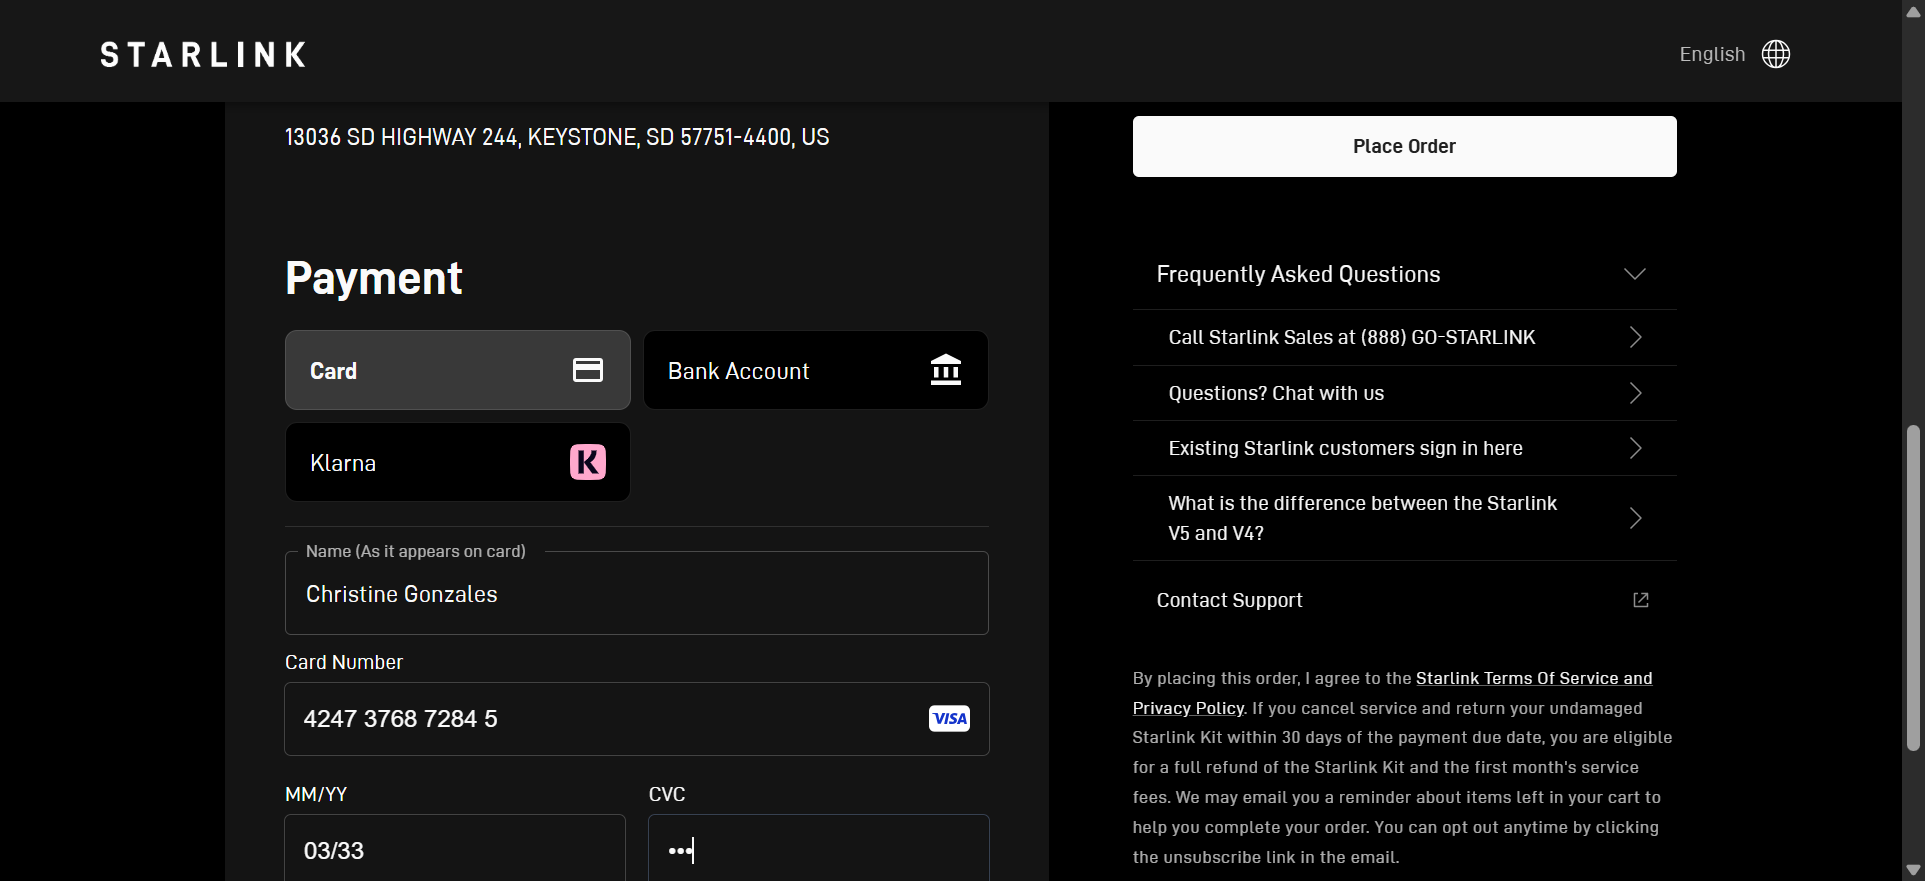 STARLINK
English
13036 SD HIGHWAY 244, KEYSTONE, SD 57751-4400, US
Payment
Card
Bank Account
Klarna
K
Name (As it appears on card)
Christine Gonzales
Card Number
4247 3768 7284 5
VISA
MM/YY
CVC
03/33
•••
Place Order
Frequently Asked Questions
Call Starlink Sales at (888) GO-STARLINK
Questions? Chat with us
Existing Starlink customers sign in here
What is the difference between the Starlink
V5 and V4?
Contact Support
By placing this order, I agree to the Starlink Terms Of Service and
Privacy Policy. If you cancel service and return your undamaged
Starlink Kit within 30 days of the payment due date, you are eligible
for a full refund of the Starlink Kit and the first month's service
fees. We may email you a reminder about items left in your cart to
help you complete your order. You can opt out anytime by clicking
the unsubscribe link in the email.